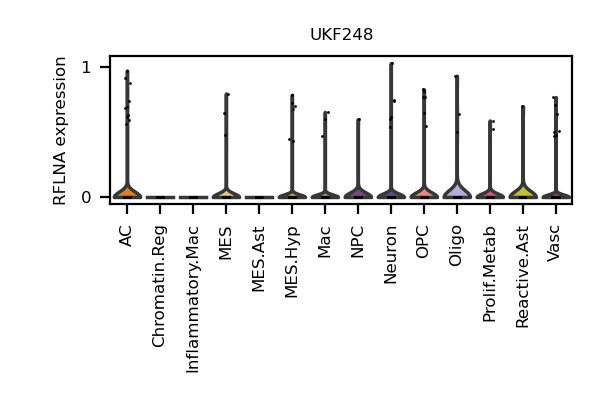 UKF248
RFLNA expression
1
0
AC
Chromatin.Reg
Inflammatory.Mac
MES
MES.Ast
MES.Hyp
Mac
NPC
Neuron
OPC
Oligo
Prolif.Metab
Reactive.Ast
Vasc